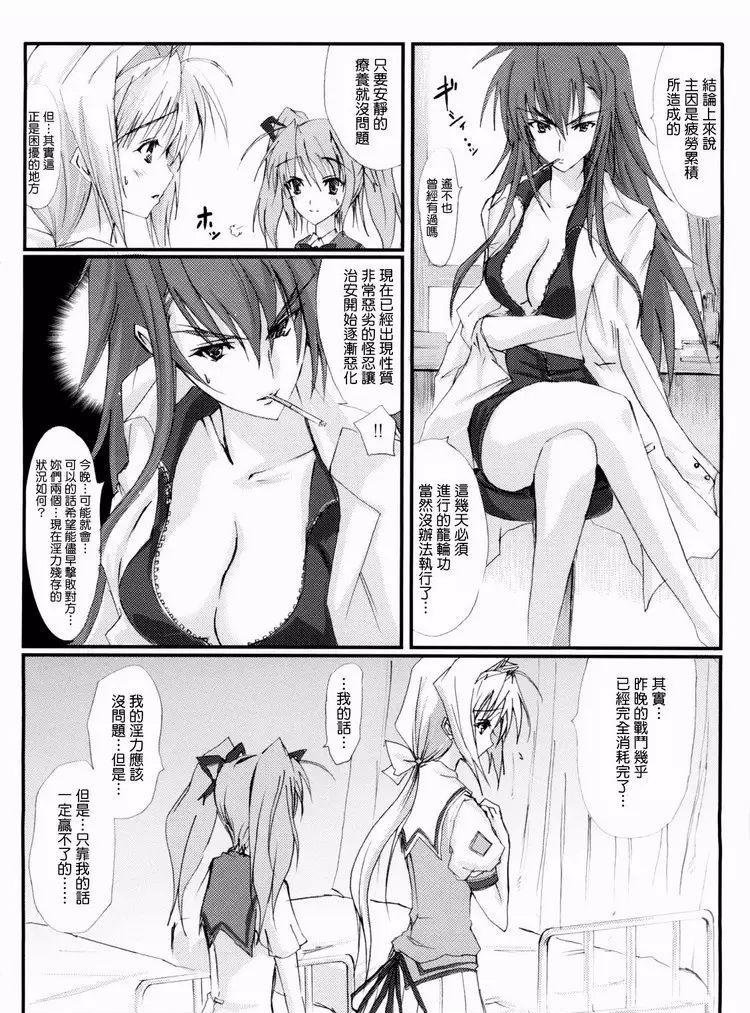 結論上來說
主因是疲勞累積
所造成的
遙不也
曾經有過嗎
這幾天必須
進行的龍輪功
當然沒辦法執行了…
只要安靜的
療養就沒問題
ホッ
但…其實這
正是困擾的地方
現在已經出現性質
非常惡劣的怪忍讓
治安開始逐漸惡化
!!
今晚…可能就會…
可以的話希望能儘早擊敗對方…
妳們兩個…現在淫力殘存的
狀況如何？
其實…
昨晚的戰鬥幾乎
已經完全消耗完了…
…我的話…
我的淫力應該
沒問題…但是…
但是…只靠我的話
一定贏不了的……